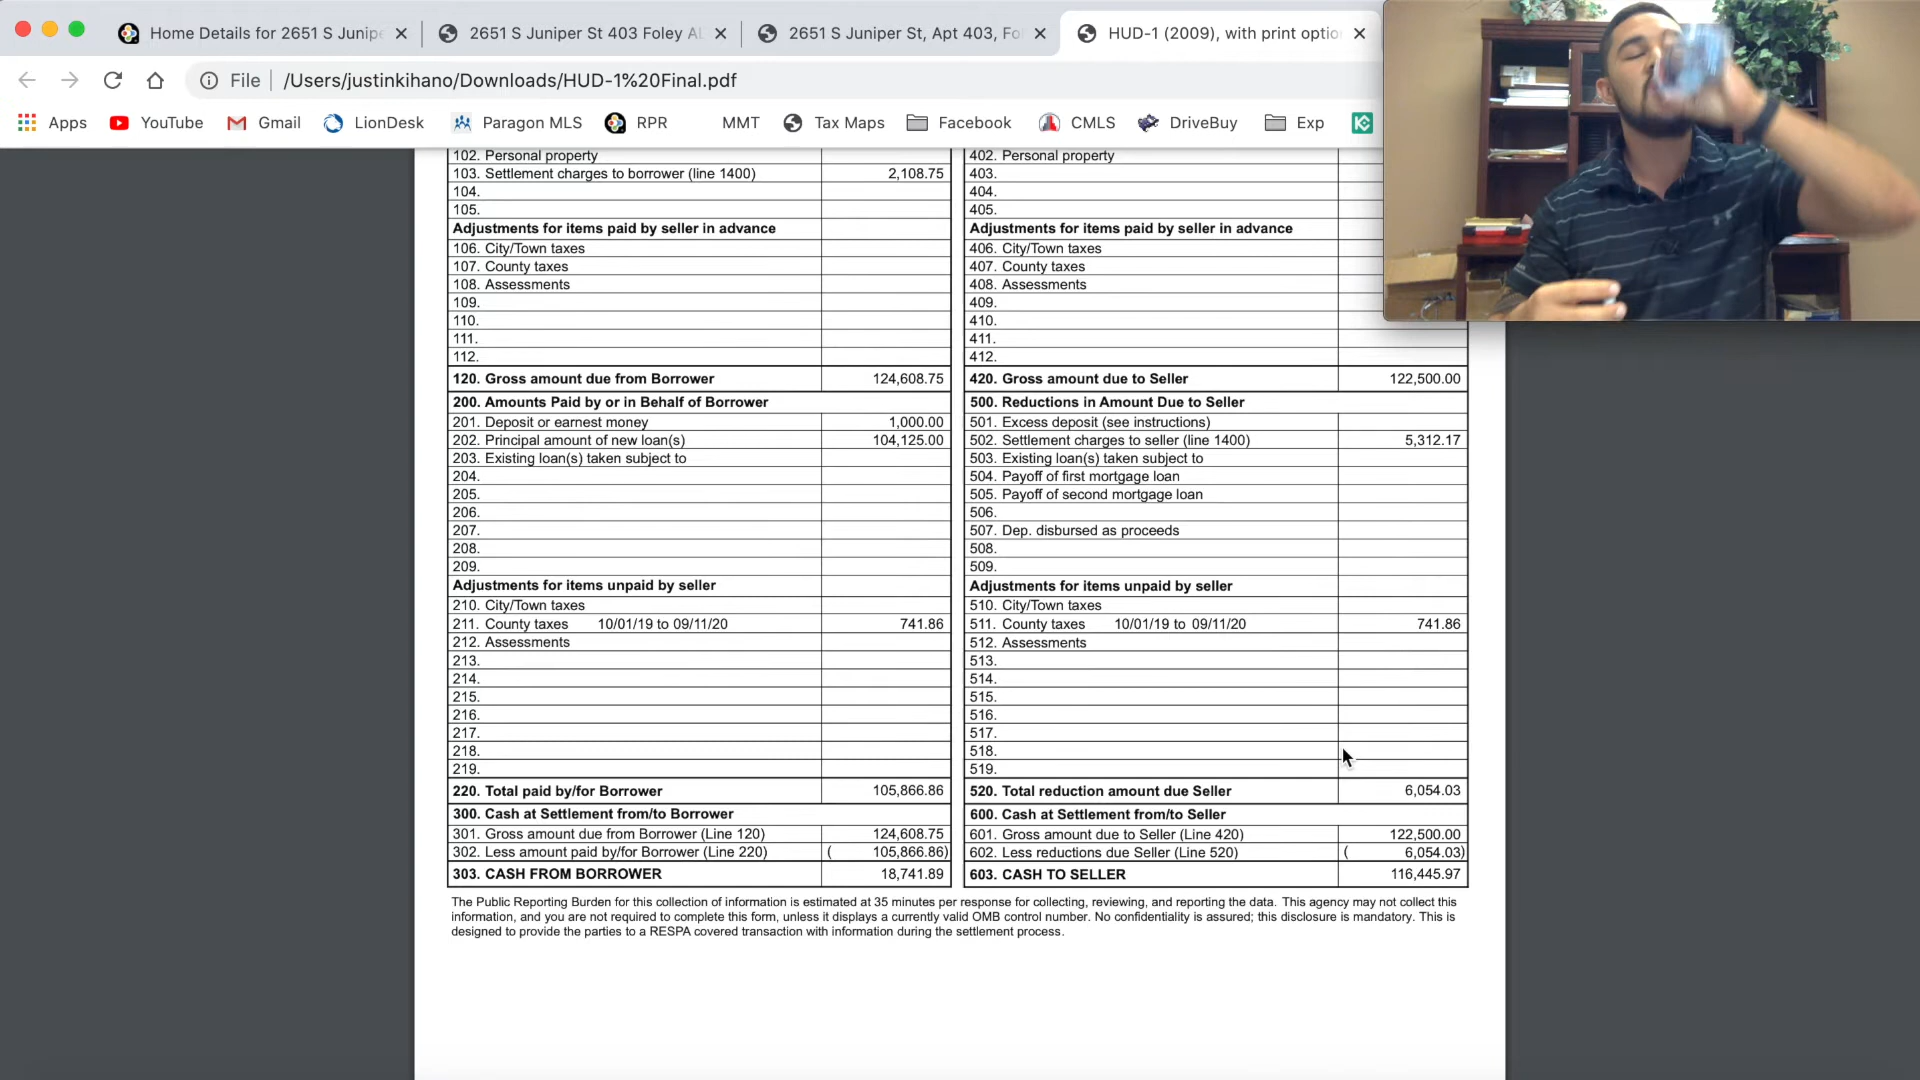 Home Details for 2651 S Junipe
2651 S Juniper St 403 Foley AL
2651 S Juniper St, Apt 403, Fo
HUD-1 (2009), with print optio
File
/Users/justinkihano/Downloads/HUD-1%20Final.pdf
Apps
YouTube
Gmail
LionDesk
Paragon MLS
RPR
MMT
Tax Maps
Facebook
CMLS
DriveBuy
Exp
102. Personal property
103. Settlement charges to borrower (line 1400) 2,108.75
104.
105.
Adjustments for items paid by seller in advance
106. City/Town taxes
107. County taxes
108. Assessments
109.
110.
111.
112.
120. Gross amount due from Borrower 124,608.75
200. Amounts Paid by or in Behalf of Borrower
201. Deposit or earnest money 1,000.00
202. Principal amount of new loan(s) 104,125.00
203. Existing loan(s) taken subject to
204.
205.
206.
207.
208.
209.
Adjustments for items unpaid by seller
210. City/Town taxes
211. County taxes 10/01/19 to 09/11/20 741.86
212. Assessments
213.
214.
215.
216.
217.
218.
219.
220. Total paid by/for Borrower 105,866.86
300. Cash at Settlement from/to Borrower
301. Gross amount due from Borrower (Line 120) 124,608.75
302. Less amount paid by/for Borrower (Line 220) ( 105,866.86)
303. CASH FROM BORROWER 18,741.89
402. Personal property
403.
404.
405.
Adjustments for items paid by seller in advance
406. City/Town taxes
407. County taxes
408. Assessments
409.
410.
411.
412.
420. Gross amount due to Seller 122,500.00
500. Reductions in Amount Due to Seller
501. Excess deposit (see instructions)
502. Settlement charges to seller (line 1400) 5,312.17
503. Existing loan(s) taken subject to
504. Payoff of first mortgage loan
505. Payoff of second mortgage loan
506.
507. Dep. disbursed as proceeds
508.
509.
Adjustments for items unpaid by seller
510. City/Town taxes
511. County taxes 10/01/19 to 09/11/20 741.86
512. Assessments
513.
514.
515.
516.
517.
518.
519.
520. Total reduction amount due Seller 6,054.03
600. Cash at Settlement from/to Seller
601. Gross amount due to Seller (Line 420) 122,500.00
602. Less reductions due Seller (Line 520) ( 6,054.03)
603. CASH TO SELLER 116,445.97
The Public Reporting Burden for this collection of information is estimated at 35 minutes per response for collecting, reviewing, and reporting the data. This agency may not collect this
information, and you are not required to complete this form, unless it displays a currently valid OMB control number. No confidentiality is assured; this disclosure is mandatory. This is
designed to provide the parties to a RESPA covered transaction with information during the settlement process.